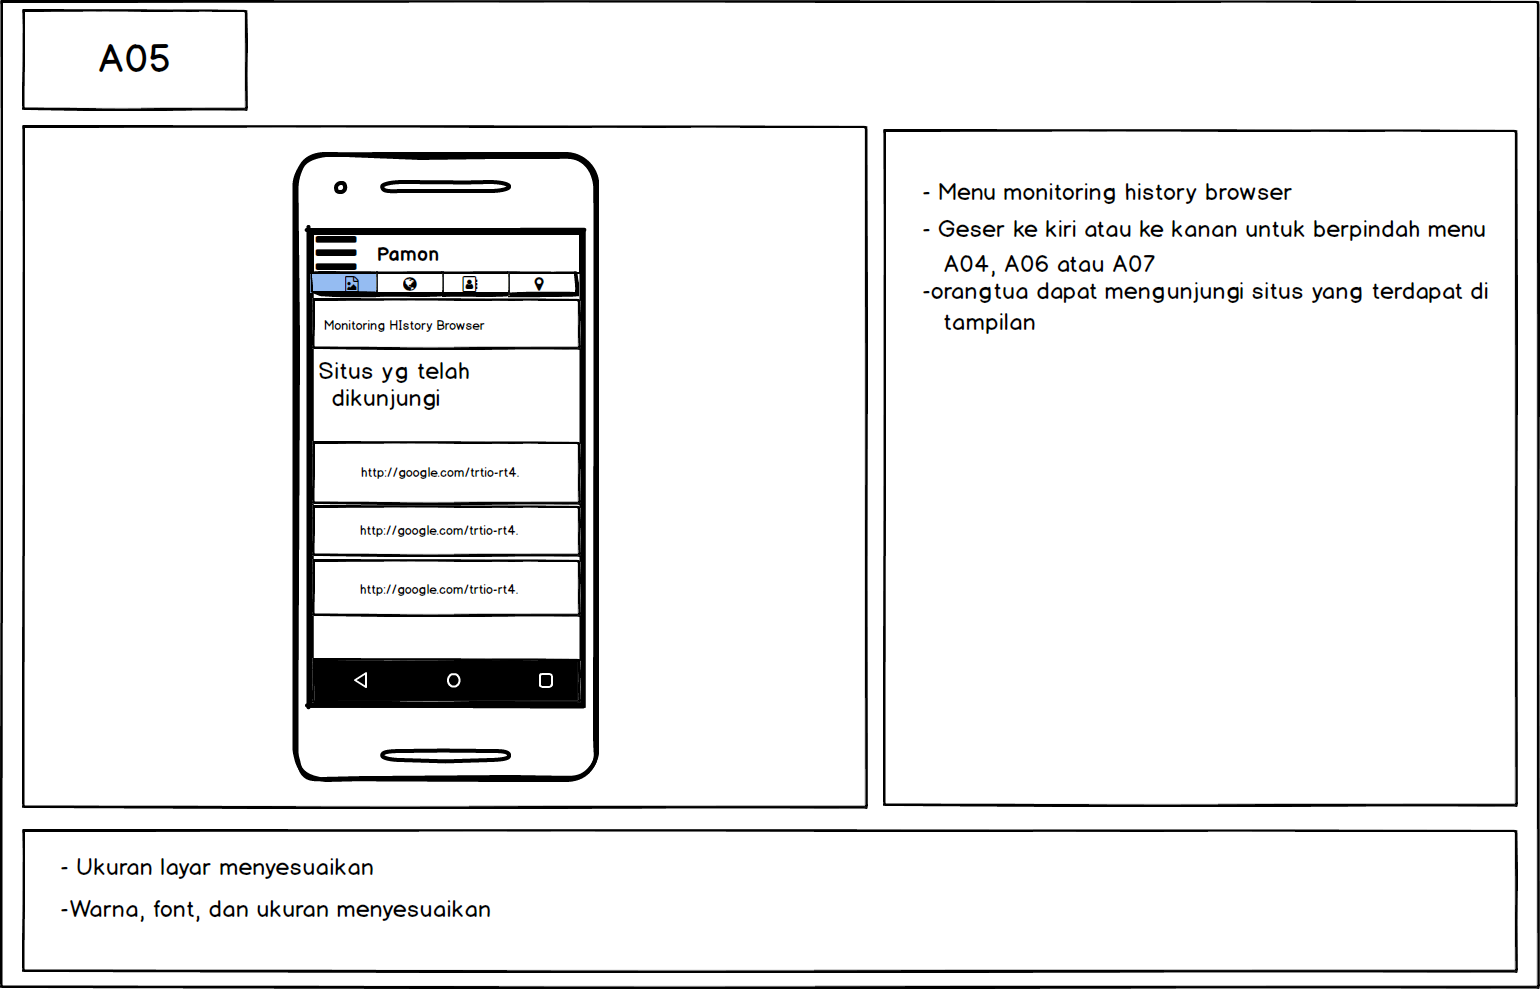 A05
Pamon
Monitoring HIstory Browser
Situs yg telah
dikunjungi
http://google.com/trtio-rt4.
http://google.com/trtio-rt4.
http://google.com/trtio-rt4.
- Menu monitoring history browser
- Geser ke kiri atau ke kanan untuk berpindah menu
A04, A06 atau A07
-orangtua dapat mengunjungi situs yang terdapat di
tampilan
- Ukuran layar menyesuaikan
-Warna, font, dan ukuran menyesuaikan